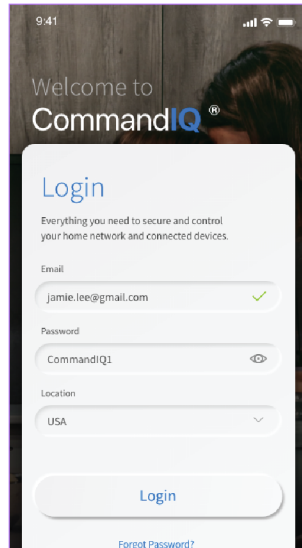 9:41
Welcome to
CommandIQ ®
Login
Everything you need to secure and control
your home network and connected devices.
Email
jamie.lee@gmail.com
Password
CommandIQ1
Location
USA
Login
Forgot Password?